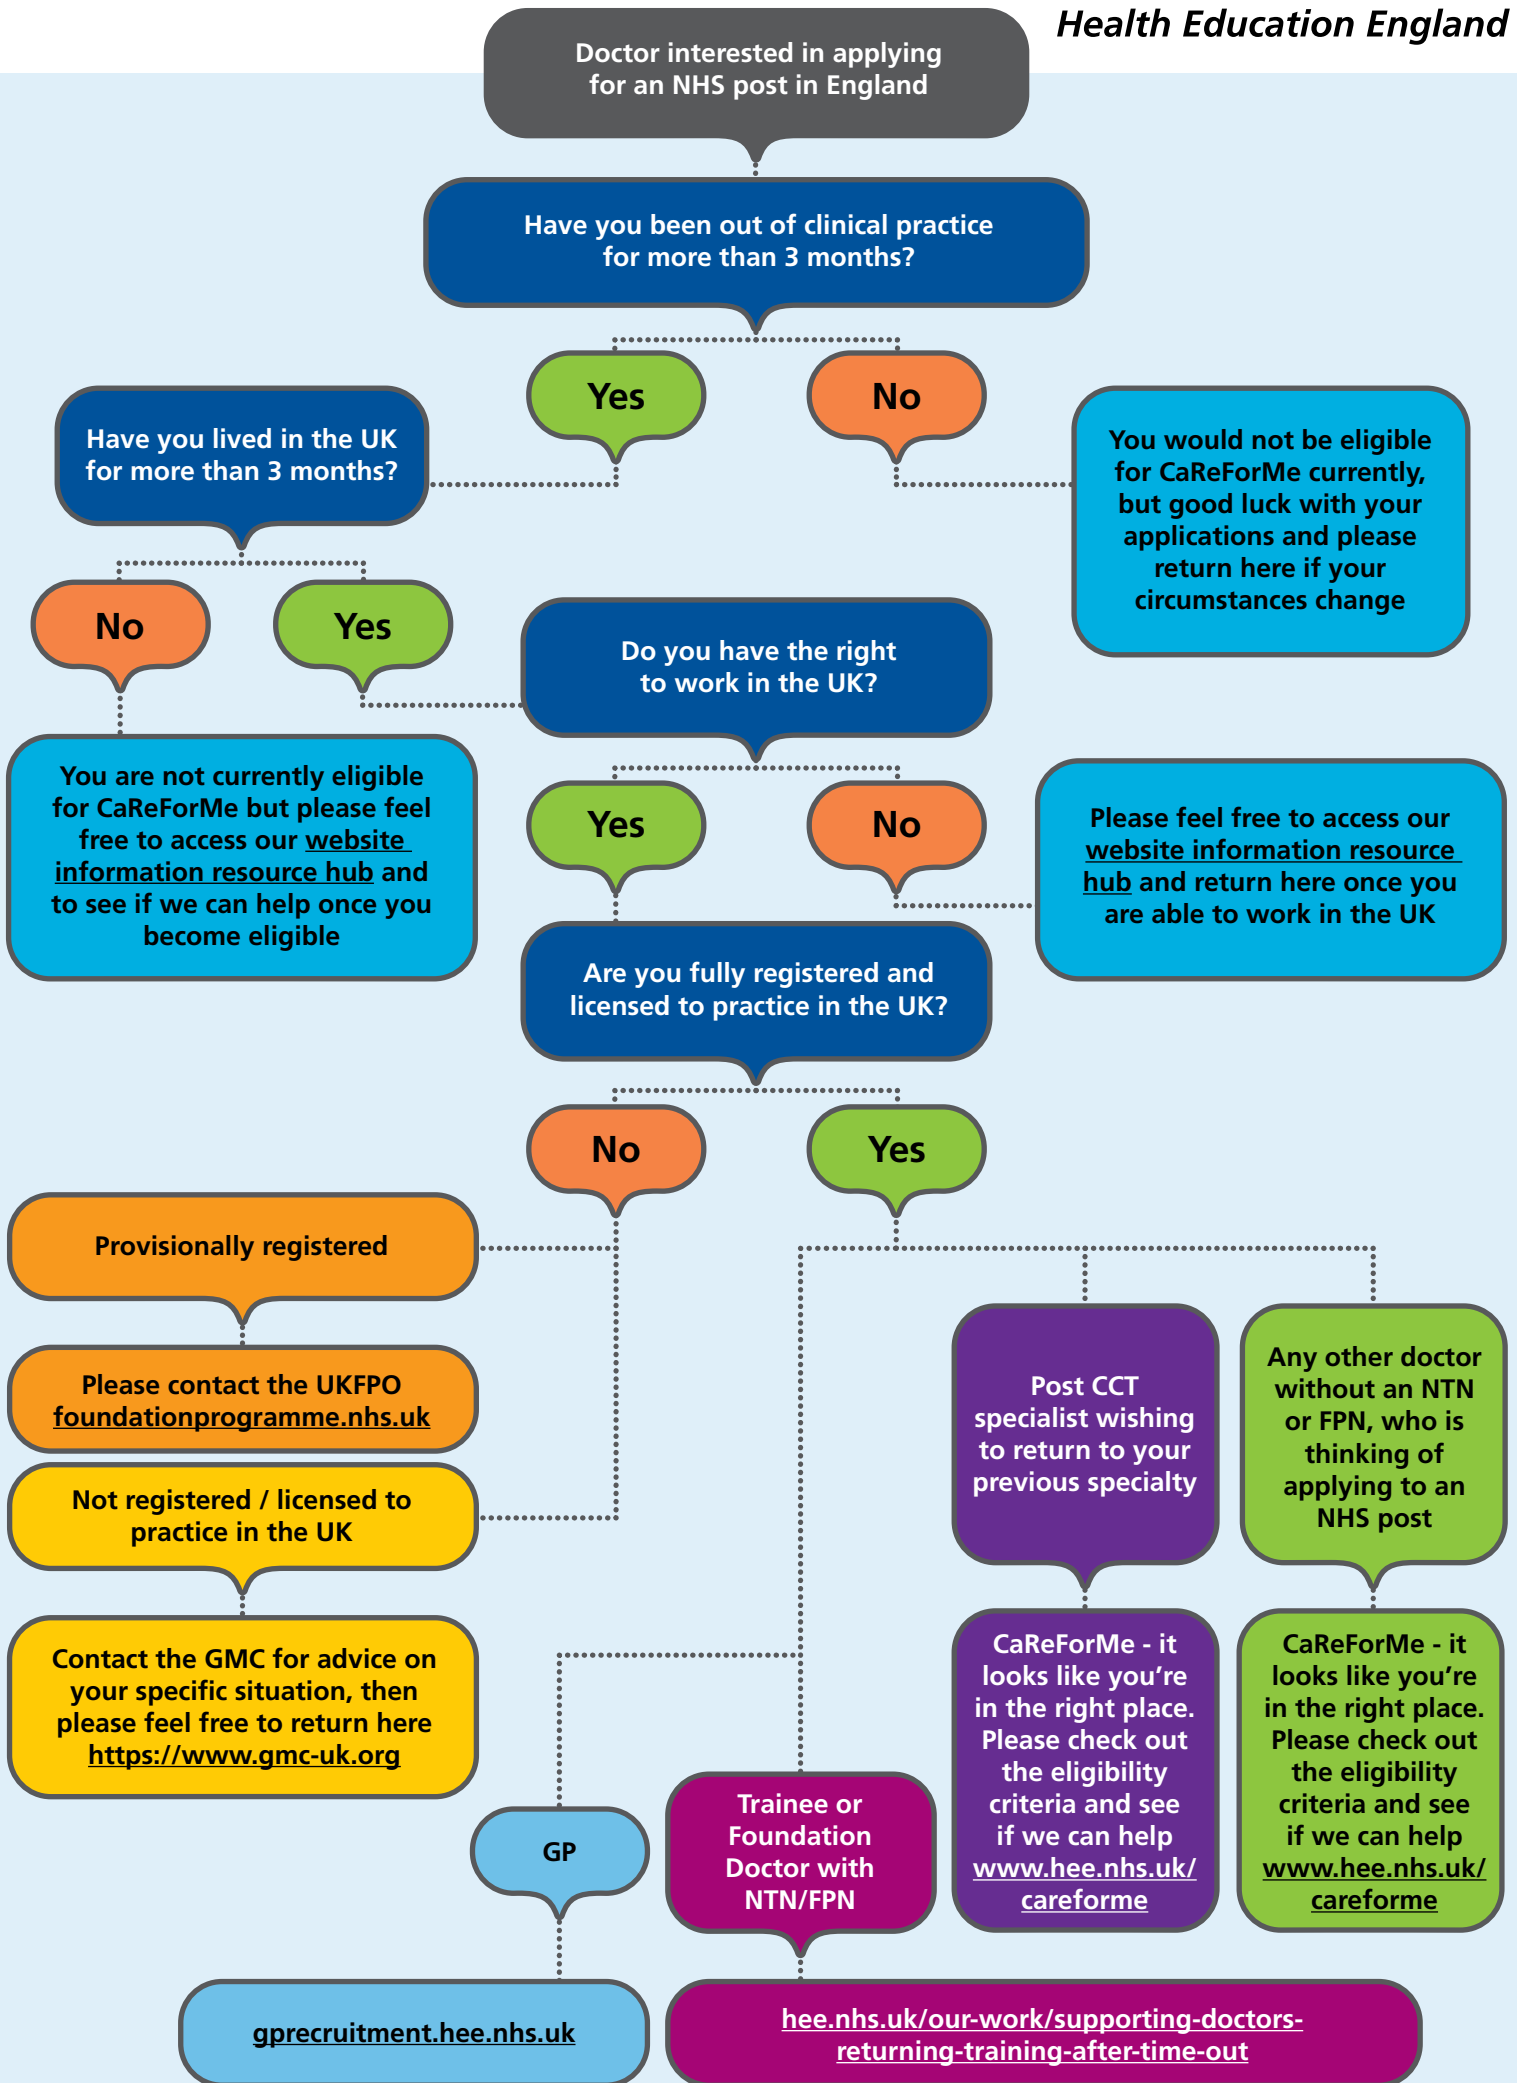 Health Education England
Doctor interested in applying
for an NHS post in England
Have you been out of clinical practice
for more than 3 months?
Yes
No
Have you lived in the UK
for more than 3 months?
You would not be eligible
for CaReForMe currently,
but good luck with your
applications and please
return here if your
circumstances change
No
Yes
Do you have the right
to work in the UK?
You are not currently eligible
for CaReForMe but please feel
free to access our website
information resource hub and
to see if we can help once you
become eligible
Yes
No
Please feel free to access our
website information resource
hub and return here once you
are able to work in the UK
Are you fully registered and
licensed to practice in the UK?
No
Yes
Provisionally registered
Please contact the UKFPO
foundationprogramme.nhs.uk
Not registered / licensed to
practice in the UK
Contact the GMC for advice on
your specific situation, then
please feel free to return here
https://www.gmc-uk.org
Post CCT
specialist wishing
to return to your
previous specialty
Any other doctor
without an NTN
or FPN, who is
thinking of
applying to an
NHS post
CaReForMe - it
looks like you're
in the right place.
Please check out
the eligibility
criteria and see
if we can help
www.hee.nhs.uk/
careforme
CaReForMe - it
looks like you're
in the right place.
Please check out
the eligibility
criteria and see
if we can help
www.hee.nhs.uk/
careforme
GP
Trainee or
Foundation
Doctor with
NTN/FPN
gprecruitment.hee.nhs.uk
hee.nhs.uk/our-work/supporting-doctors-
returning-training-after-time-out